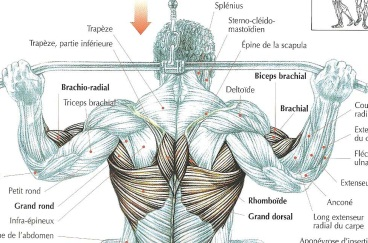 Splénius
Sterno-cléido-
mastoïdien
Épine de la scapula
Trapèze
Trapèze, partie inférieure
Biceps brachial
Brachio-radial
Deltoïde
Triceps brachial
Brachial
Petit rond
Grand rond
Infra-épineux
Rhomboïde
Grand dorsal
Anconé
Long extenseur
radial du carpe